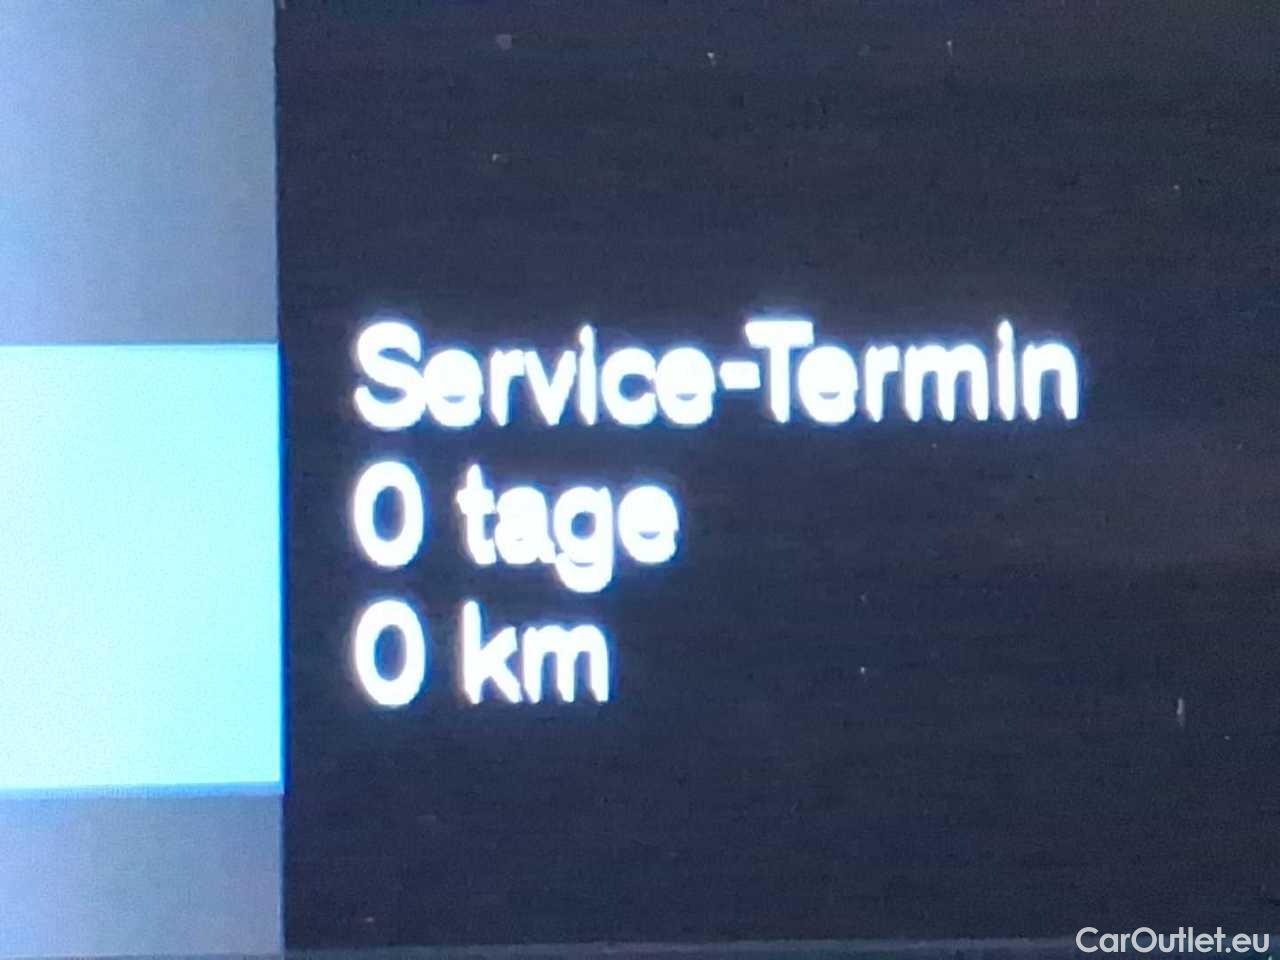 Service-Termin
0 tage
0 km
CarOutlet.eu